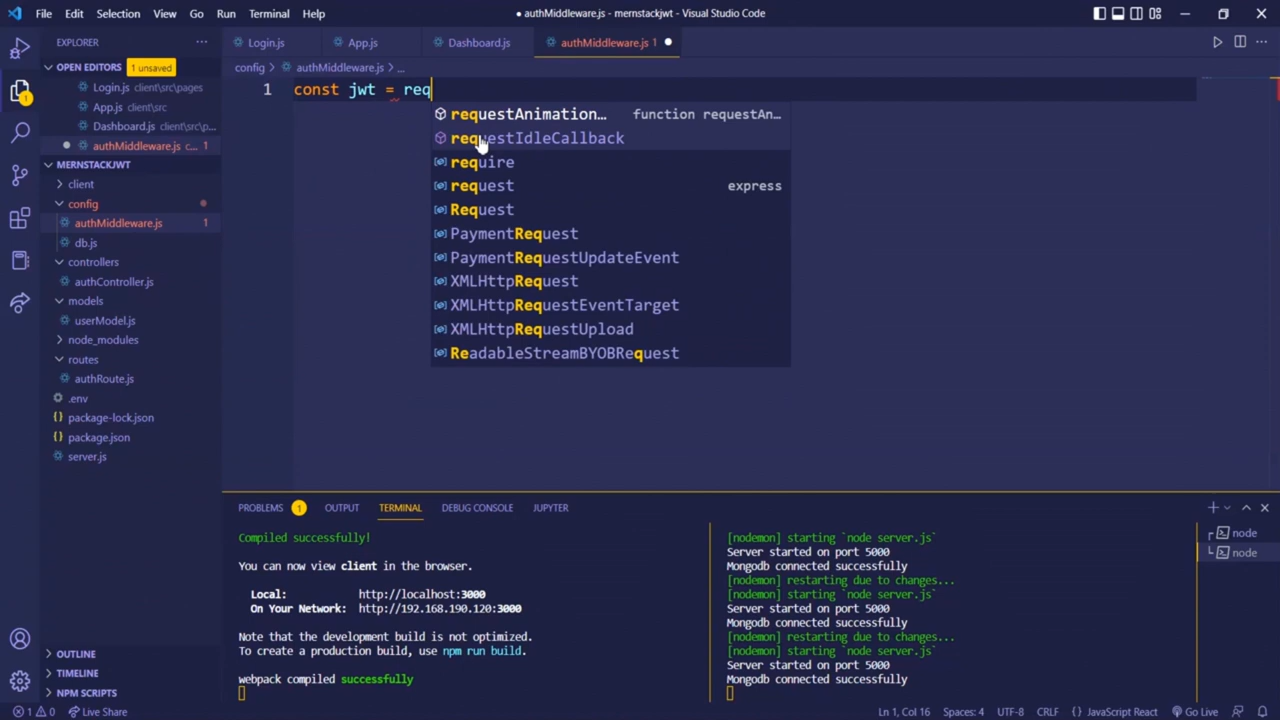 File Edit Selection View Go Run Terminal Help
● authMiddleware.js - mernstackjwt - Visual Studio Code
EXPLORER ...
Login.js App.js Dashboard.js authMiddleware.js 1 ●
OPEN EDITORS 1 unsaved
config > authMiddleware.js > ...
Login.js client\src\pages
App.js client\src
Dashboard.js client\src\p...
● authMiddleware.js c... 1
MERNSTACKJWT
client
config
authMiddleware.js 1
db.js
controllers
authController.js
models
userModel.js
node_modules
routes
authRoute.js
.env
package-lock.json
package.json
server.js
OUTLINE
TIMELINE
NPM SCRIPTS
1 const jwt = req
requestAnimation... function requestAn...
requestIdleCallback
require
request express
Request
PaymentRequest
PaymentRequestUpdateEvent
XMLHttpRequest
XMLHttpRequestEventTarget
XMLHttpRequestUpload
ReadableStreamBYOBRequest
PROBLEMS 1 OUTPUT TERMINAL DEBUG CONSOLE JUPYTER
Compiled successfully!
You can now view client in the browser.
Local: http://localhost:3000
On Your Network: http://192.168.190.120:3000
Note that the development build is not optimized.
To create a production build, use npm run build.
webpack compiled successfully
[nodemon] starting `node server.js`
Server started on port 5000
Mongodb connected successfully
[nodemon] restarting due to changes...
[nodemon] starting `node server.js`
Server started on port 5000
Mongodb connected successfully
[nodemon] restarting due to changes...
[nodemon] starting `node server.js`
Server started on port 5000
Mongodb connected successfully
node
node
1 0 Live Share
Ln 1, Col 16 Spaces: 4 UTF-8 CRLF {} JavaScript React Go Live